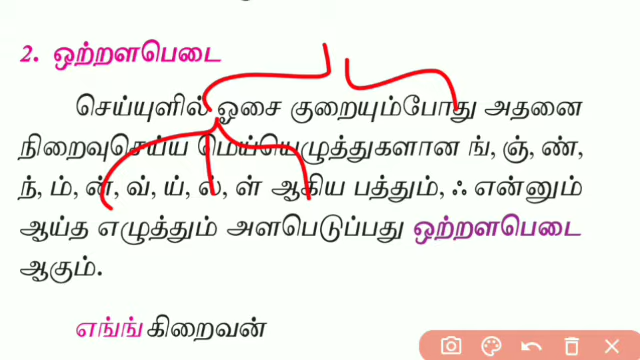 2. ஒற்றளபெடை
செய்யுளில் ஓசை குறையும்போது அதனை
நிறைவுசெய்ய மெய்யெழுத்துகளான ங், ஞ், ண்,
ந், ம், ன், வ், ய், ல், ள் ஆகிய பத்தும், ஃ என்னும்
ஆய்த எழுத்தும் அளபெடுப்பது ஒற்றளபெடை
ஆகும்.
எங்ங்கிறைவன்